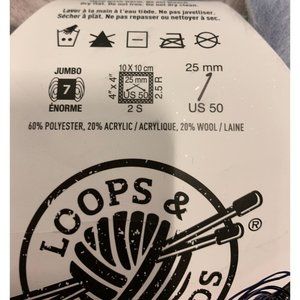 Laver à la main à l'eau tiède. Ne pas javelliser.
Sécher à plat. Ne pas repasser ou nettoyer à sec.
JUMBO
7
ÉNORME
10 X 10 cm
4" x 4"
25 mm
US 50
2.5 R
2 S
25 mm
US 50
60% POLYESTER, 20% ACRYLIC / ACRYLIQUE, 20% WOOL / LAINE
LOOPS &
®